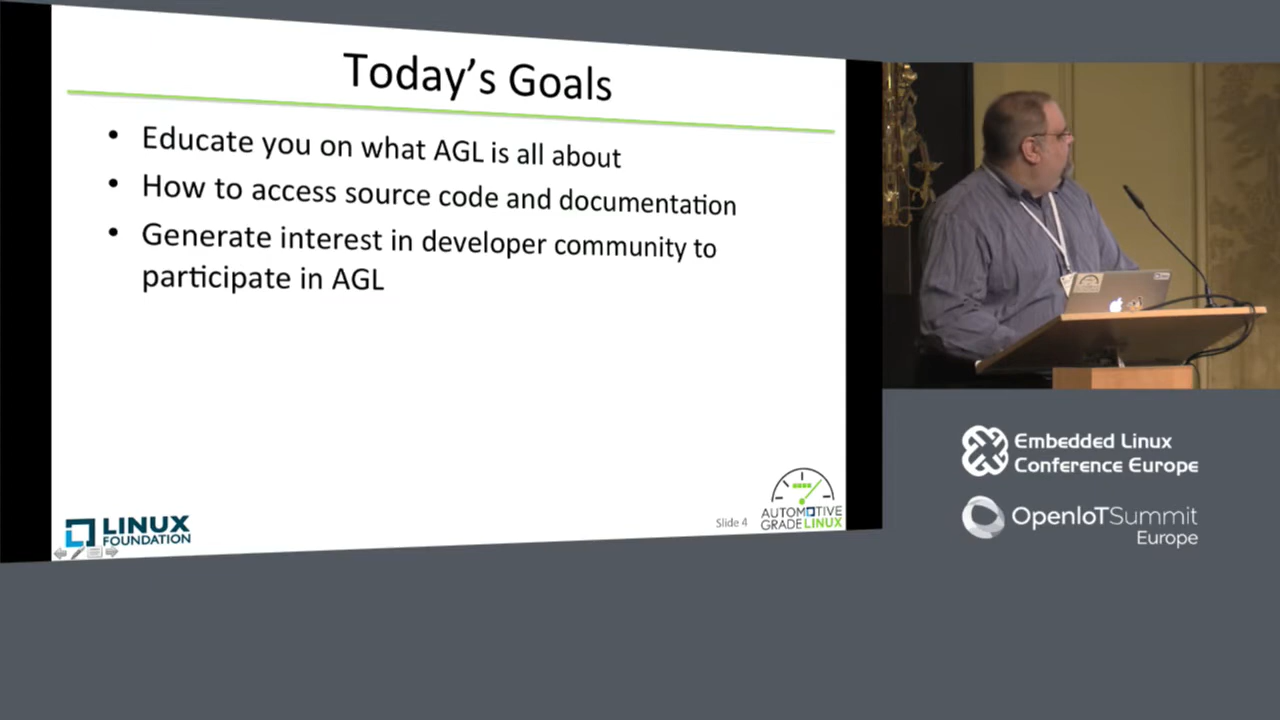 Today's Goals
• Educate you on what AGL is all about
• How to access source code and documentation
• Generate interest in developer community to
participate in AGL
LINUX
FOUNDATION
Slide 4
AUTOMOTIVE
GRADE LINUX
Embedded Linux
Conference Europe
OpenIoTSummit
Europe